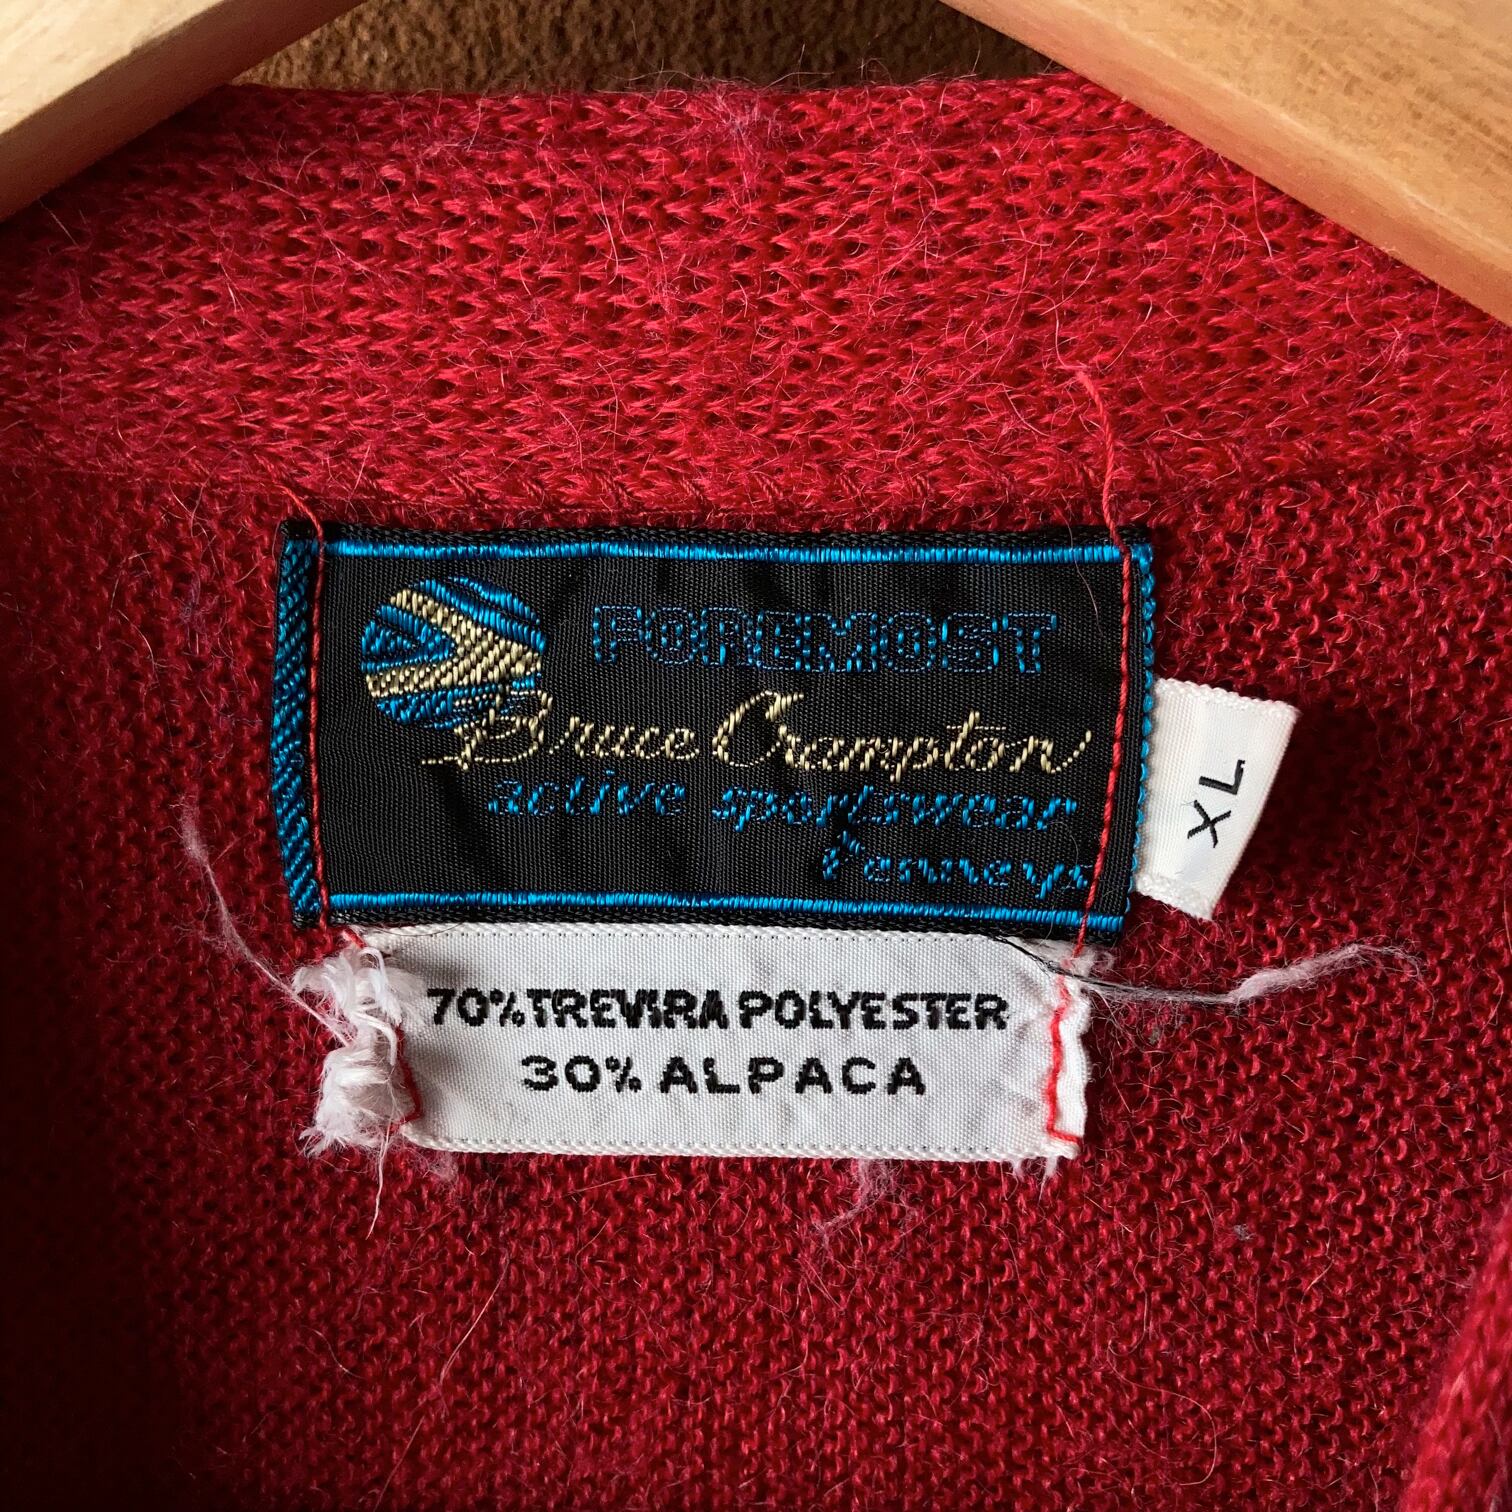 FOREMOST
Bruce Crampton
active sportswear
Penneys
XL
70% TREVIRA POLYESTER
30% ALPACA